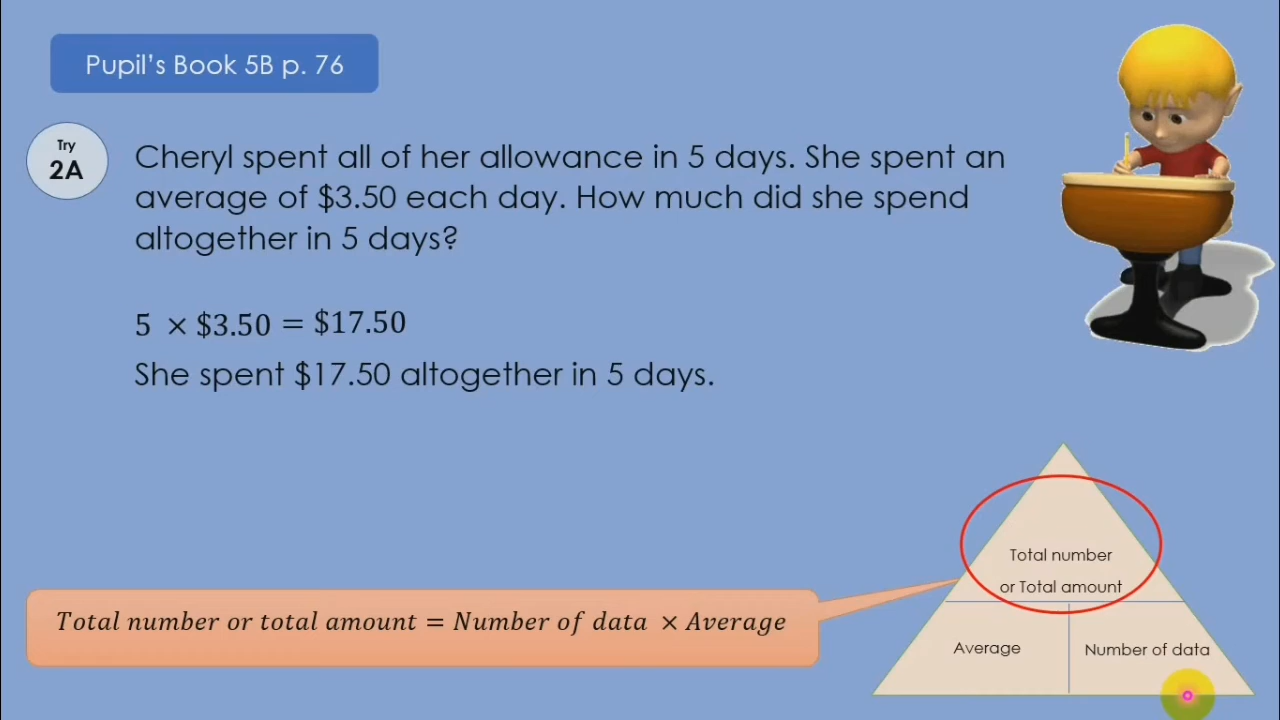 Pupil's Book 5B p. 76
Try
2A
Cheryl spent all of her allowance in 5 days. She spent an
average of $3.50 each day. How much did she spend
altogether in 5 days?
5 × $3.50 = $17.50
She spent $17.50 altogether in 5 days.
Total number
or Total amount
Total number or total amount = Number of data × Average
Average
Number of data